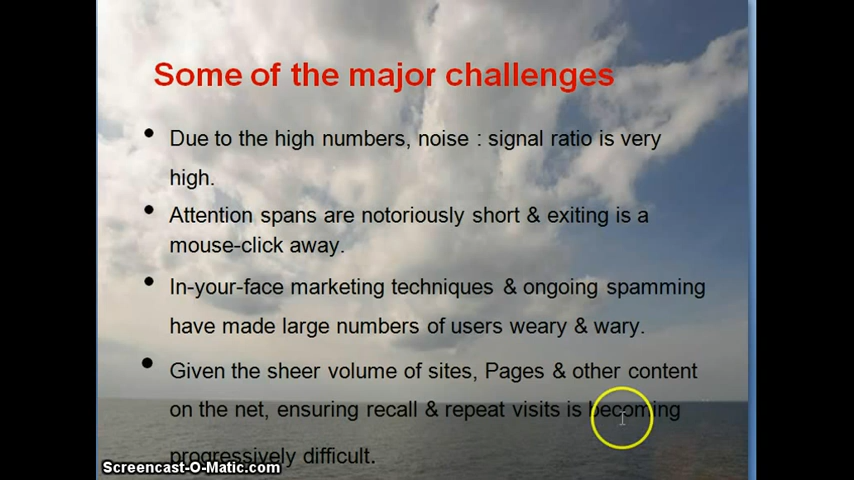 Some of the major challenges
• Due to the high numbers, noise : signal ratio is very
high.
• Attention spans are notoriously short & exiting is a
mouse-click away.
• In-your-face marketing techniques & ongoing spamming
have made large numbers of users weary & wary.
• Given the sheer volume of sites, Pages & other content
on the net, ensuring recall & repeat visits is becoming
progressively difficult.
Screencast-O-Matic.com